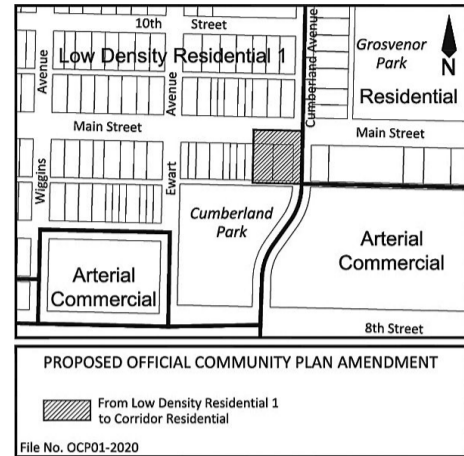 10th Street
Low Density Residential 1
Avenue
Avenue
Cumberland Avenue
Grosvenor
Park
N
Residential
Main Street
Main Street
Wiggins
Ewart
Cumberland
Park
Arterial
Commercial
Arterial
Commercial
8th Street
PROPOSED OFFICIAL COMMUNITY PLAN AMENDMENT
From Low Density Residential 1
to Corridor Residential
File No. OCP01-2020